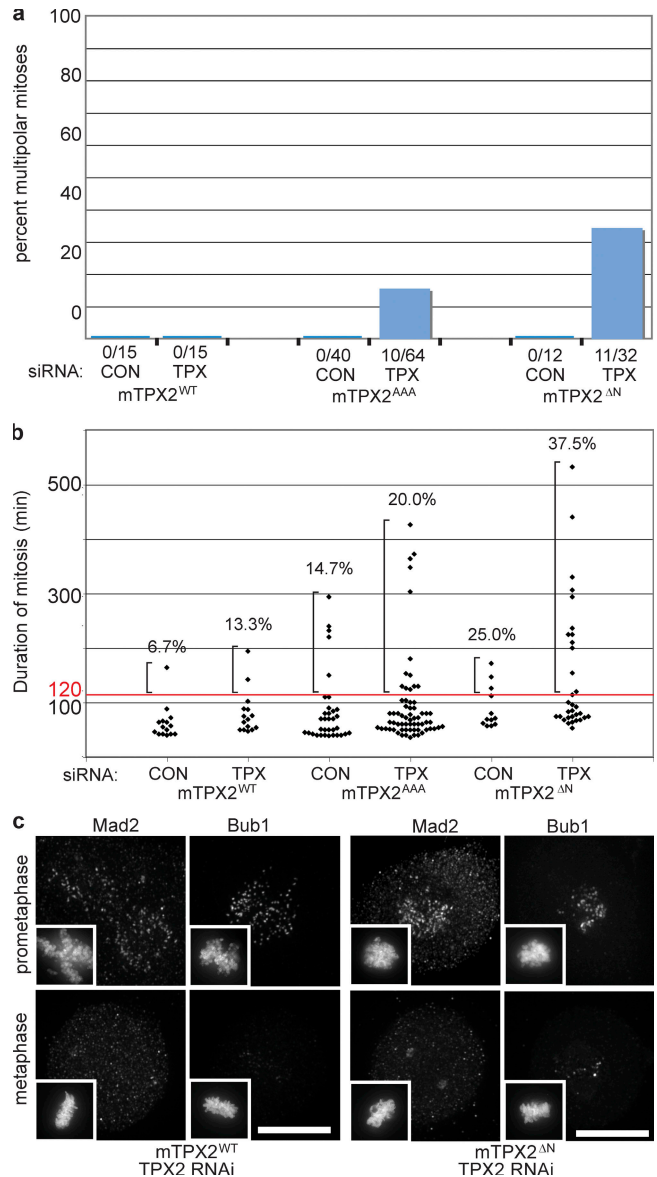 a
percent multipolar mitoses
100
80
60
40
20
0
0/15 0/15 0/40 10/64 0/12 11/32
siRNA: CON TPX CON TPX CON TPX
mTPX2WT mTPX2AAA mTPX2ΔN
b
Duration of mitosis (min)
500
300
120
100
6.7% 13.3% 14.7% 20.0% 25.0% 37.5%
siRNA: CON TPX CON TPX CON TPX
mTPX2WT mTPX2AAA mTPX2ΔN
c
Mad2 Bub1 Mad2 Bub1
prometaphase
metaphase
mTPX2WT mTPX2ΔN
TPX2 RNAi TPX2 RNAi